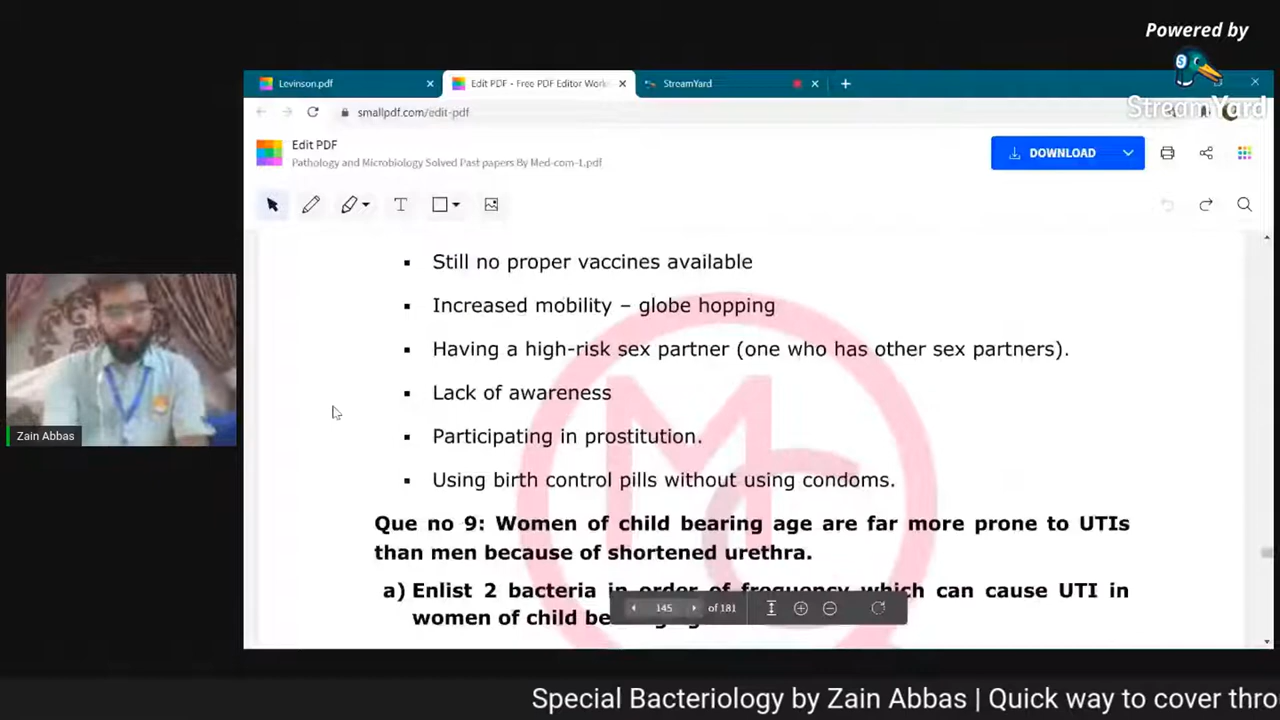 Powered by
StreamYard
Levinson.pdf
Edit PDF - Free PDF Editor Work
StreamYard
smallpdf.com/edit-pdf
Edit PDF
Pathology and Microbiology Solved Past papers By Med-com-1.pdf
DOWNLOAD
▪ Still no proper vaccines available
▪ Increased mobility – globe hopping
▪ Having a high-risk sex partner (one who has other sex partners).
▪ Lack of awareness
▪ Participating in prostitution.
▪ Using birth control pills without using condoms.
Que no 9: Women of child bearing age are far more prone to UTIs
than men because of shortened urethra.
a) Enlist 2 bacteria in order of frequency which can cause UTI in
women of child
145 of 181
Zain Abbas
Special Bacteriology by Zain Abbas | Quick way to cover thro